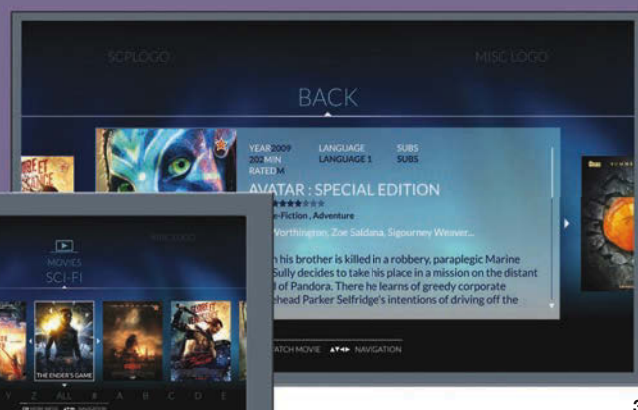 SCPLOGO
MISC LOGO
BACK
YEAR2009 LANGUAGE SUBS
202MIN LANGUAGE 1 SUBS
RATEDM
AVATAR : SPECIAL EDITION
e-Fiction , Adventure
Worthington, Zoe Saldana, Sigourney Weaver...
n his brother is killed in a robbery, paraplegic Marine
Sully decides to take his place in a mission on the distant
d of Pandora. There he learns of greedy corporate
ehead Parker Selfridge's intentions of driving off the
ATCH MOVIE NAVIGATION
MISC LOGO
MOVIES
SCI-FI
THE ENDER'S GAME
Y Z ALL # A B C D E
NAVIGATION